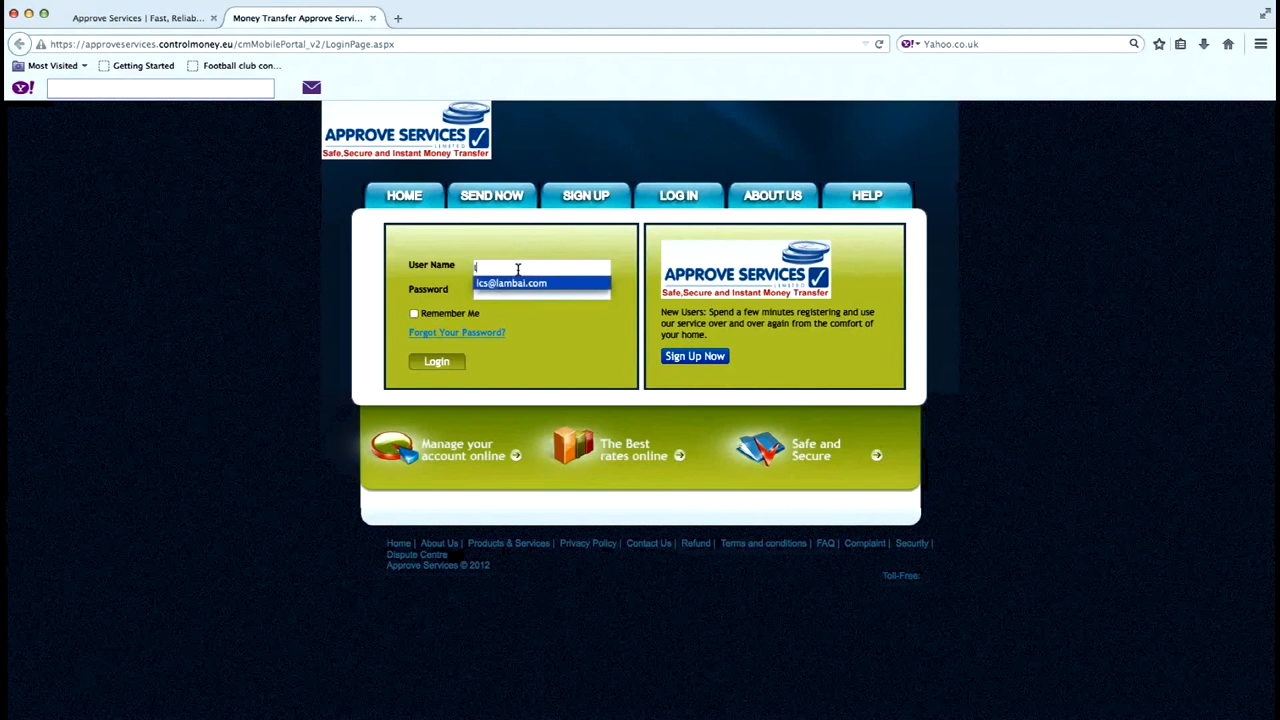 Approve Services | Fast, Reliab...
Money Transfer Approve Servi...
https://approveservices.controlmoney.eu/cmMobilePortal_v2/LoginPage.aspx
Yahoo.co.uk
Most Visited
Getting Started
Football club con...
Y!
APPROVE SERVICES
LIMITED
Safe,Secure and Instant Money Transfer
HOME
SEND NOW
SIGN UP
LOG IN
ABOUT US
HELP
User Name
Password
Remember Me
Forgot Your Password?
Login
APPROVE SERVICES
LIMITED
Safe,Secure and Instant Money Transfer
New Users: Spend a few minutes registering and use
our service over and over again from the comfort of
your home.
Sign Up Now
Manage your
account online
The Best
rates online
Safe and
Secure
Home | About Us | Products & Services | Privacy Policy | Contact Us | Refund | Terms and conditions | FAQ | Complaint | Security |
Dispute Centre
Approve Services © 2012
Toll-Free: